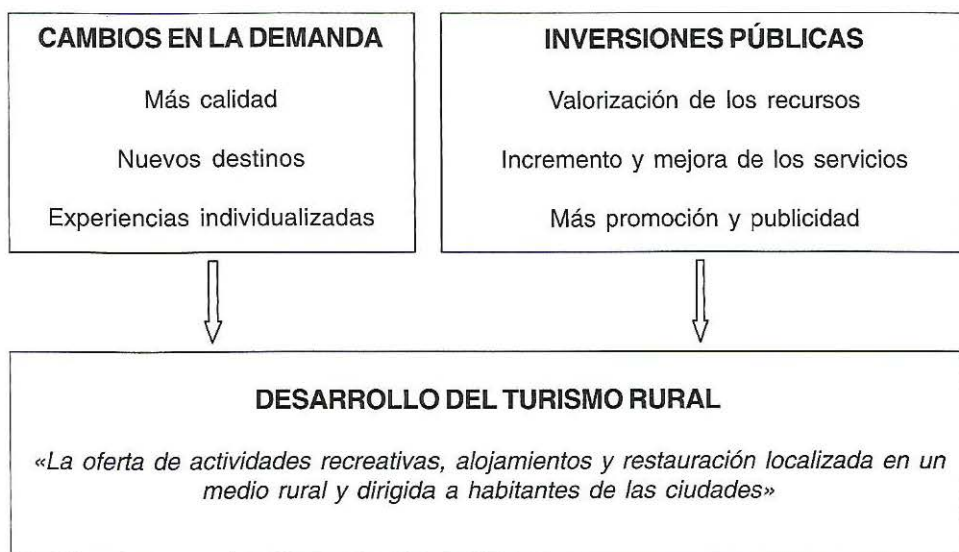 CAMBIOS EN LA DEMANDA
Más calidad
Nuevos destinos
Experiencias individualizadas
INVERSIONES PÚBLICAS
Valorización de los recursos
Incremento y mejora de los servicios
Más promoción y publicidad
DESARROLLO DEL TURISMO RURAL
«La oferta de actividades recreativas, alojamientos y restauración localizada en un
medio rural y dirigida a habitantes de las ciudades»